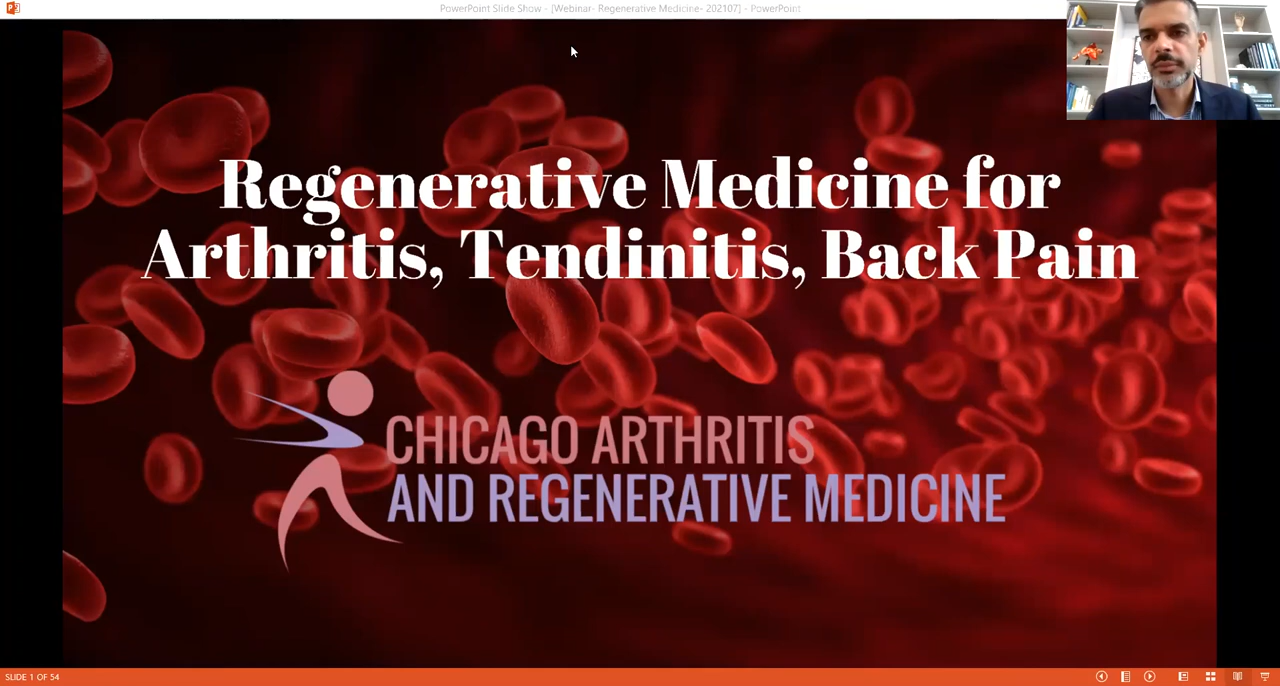 PowerPoint Slide Show - [Webinar- Regenerative Medicine- 202107] - PowerPoint
Regenerative Medicine for
Arthritis, Tendinitis, Back Pain
CHICAGO ARTHRITIS
AND REGENERATIVE MEDICINE
SLIDE 1 OF 54